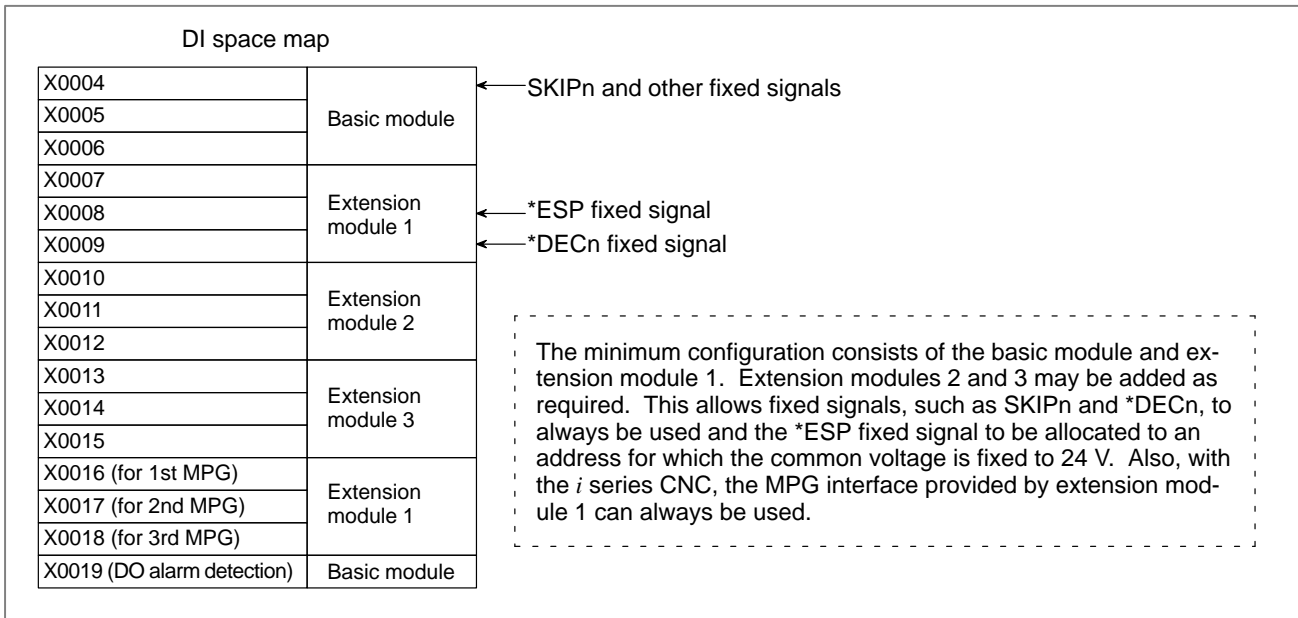 DI space map
X0004
SKIPn and other fixed signals
X0005
Basic module
X0006
X0007
X0008
Extension
module 1
*ESP fixed signal
X0009
*DECn fixed signal
X0010
X0011
Extension
module 2
X0012
X0013
X0014
Extension
module 3
X0015
X0016 (for 1st MPG)
X0017 (for 2nd MPG)
Extension
module 1
X0018 (for 3rd MPG)
X0019 (DO alarm detection)
Basic module
The minimum configuration consists of the basic module and ex-
tension module 1. Extension modules 2 and 3 may be added as
required. This allows fixed signals, such as SKIPn and *DECn, to
always be used and the *ESP fixed signal to be allocated to an
address for which the common voltage is fixed to 24 V. Also, with
the i series CNC, the MPG interface provided by extension mod-
ule 1 can always be used.